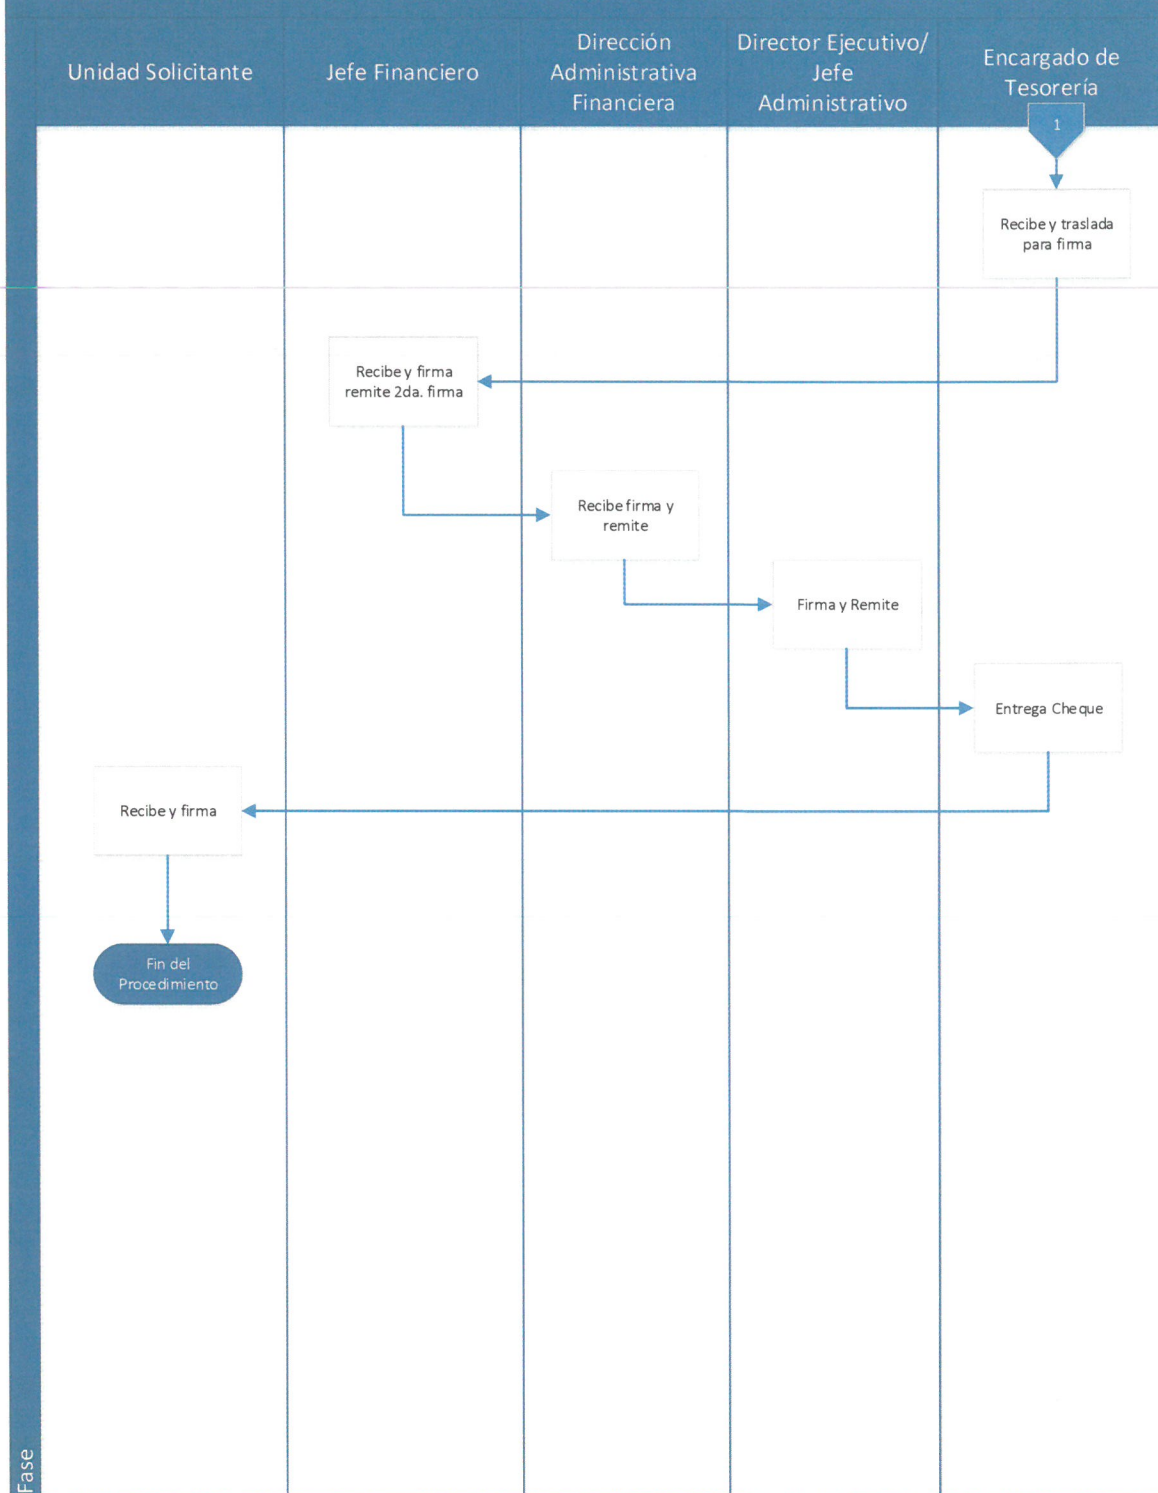 Unidad Solicitante
Jefe Financiero
Dirección
Administrativa
Financiera
Director Ejecutivo/
Jefe
Administrativo
Encargado de
Tesorería
1
Recibe y traslada
para firma
Recibe y firma
remite 2da. firma
Recibe firma y
remite
Firma y Remite
Entrega Cheque
Recibe y firma
Fin del
Procedimiento
Fase